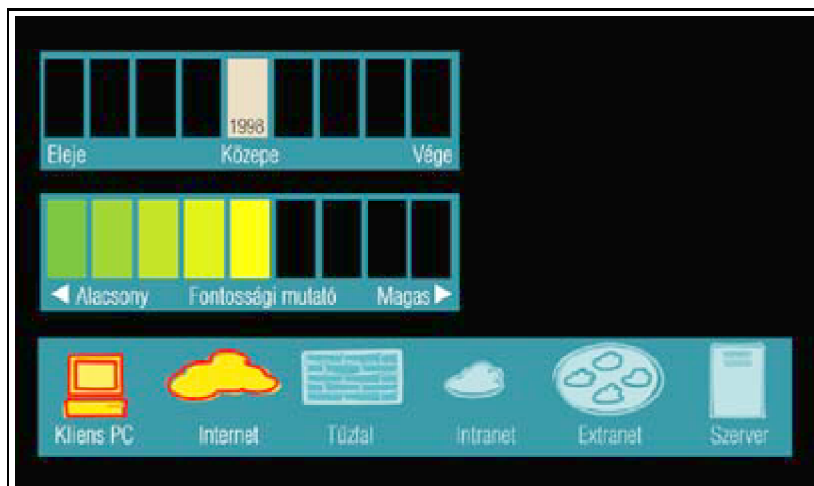 1998
Eleje Közepe Vége
Alacsony Fontossági mutató Magas
Kliens PC Internet Tűzfal Intranet Extranet Szerver